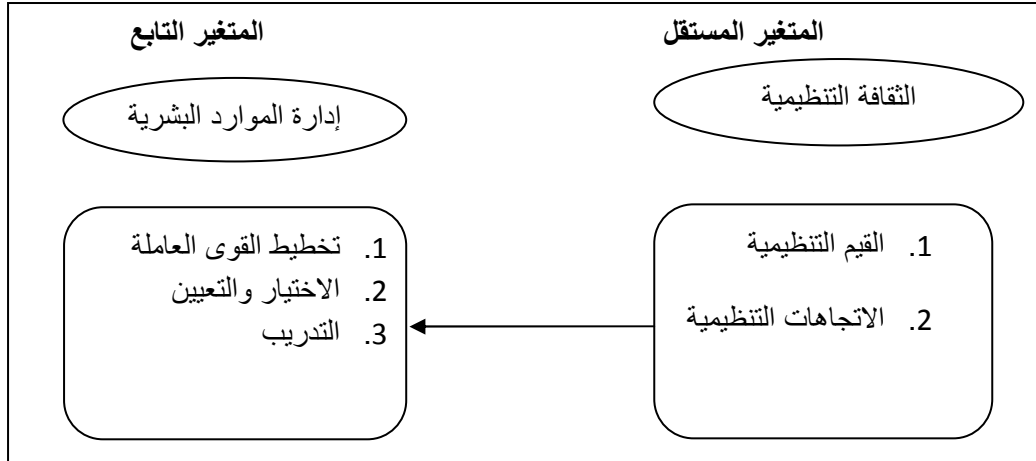 المتغير المستقل
المتغير التابع
الثقافة التنظيمية
إدارة الموارد البشرية
1. القيم التنظيمية
2. الاتجاهات التنظيمية
1. تخطيط القوى العاملة
2. الاختيار والتعيين
3. التدريب